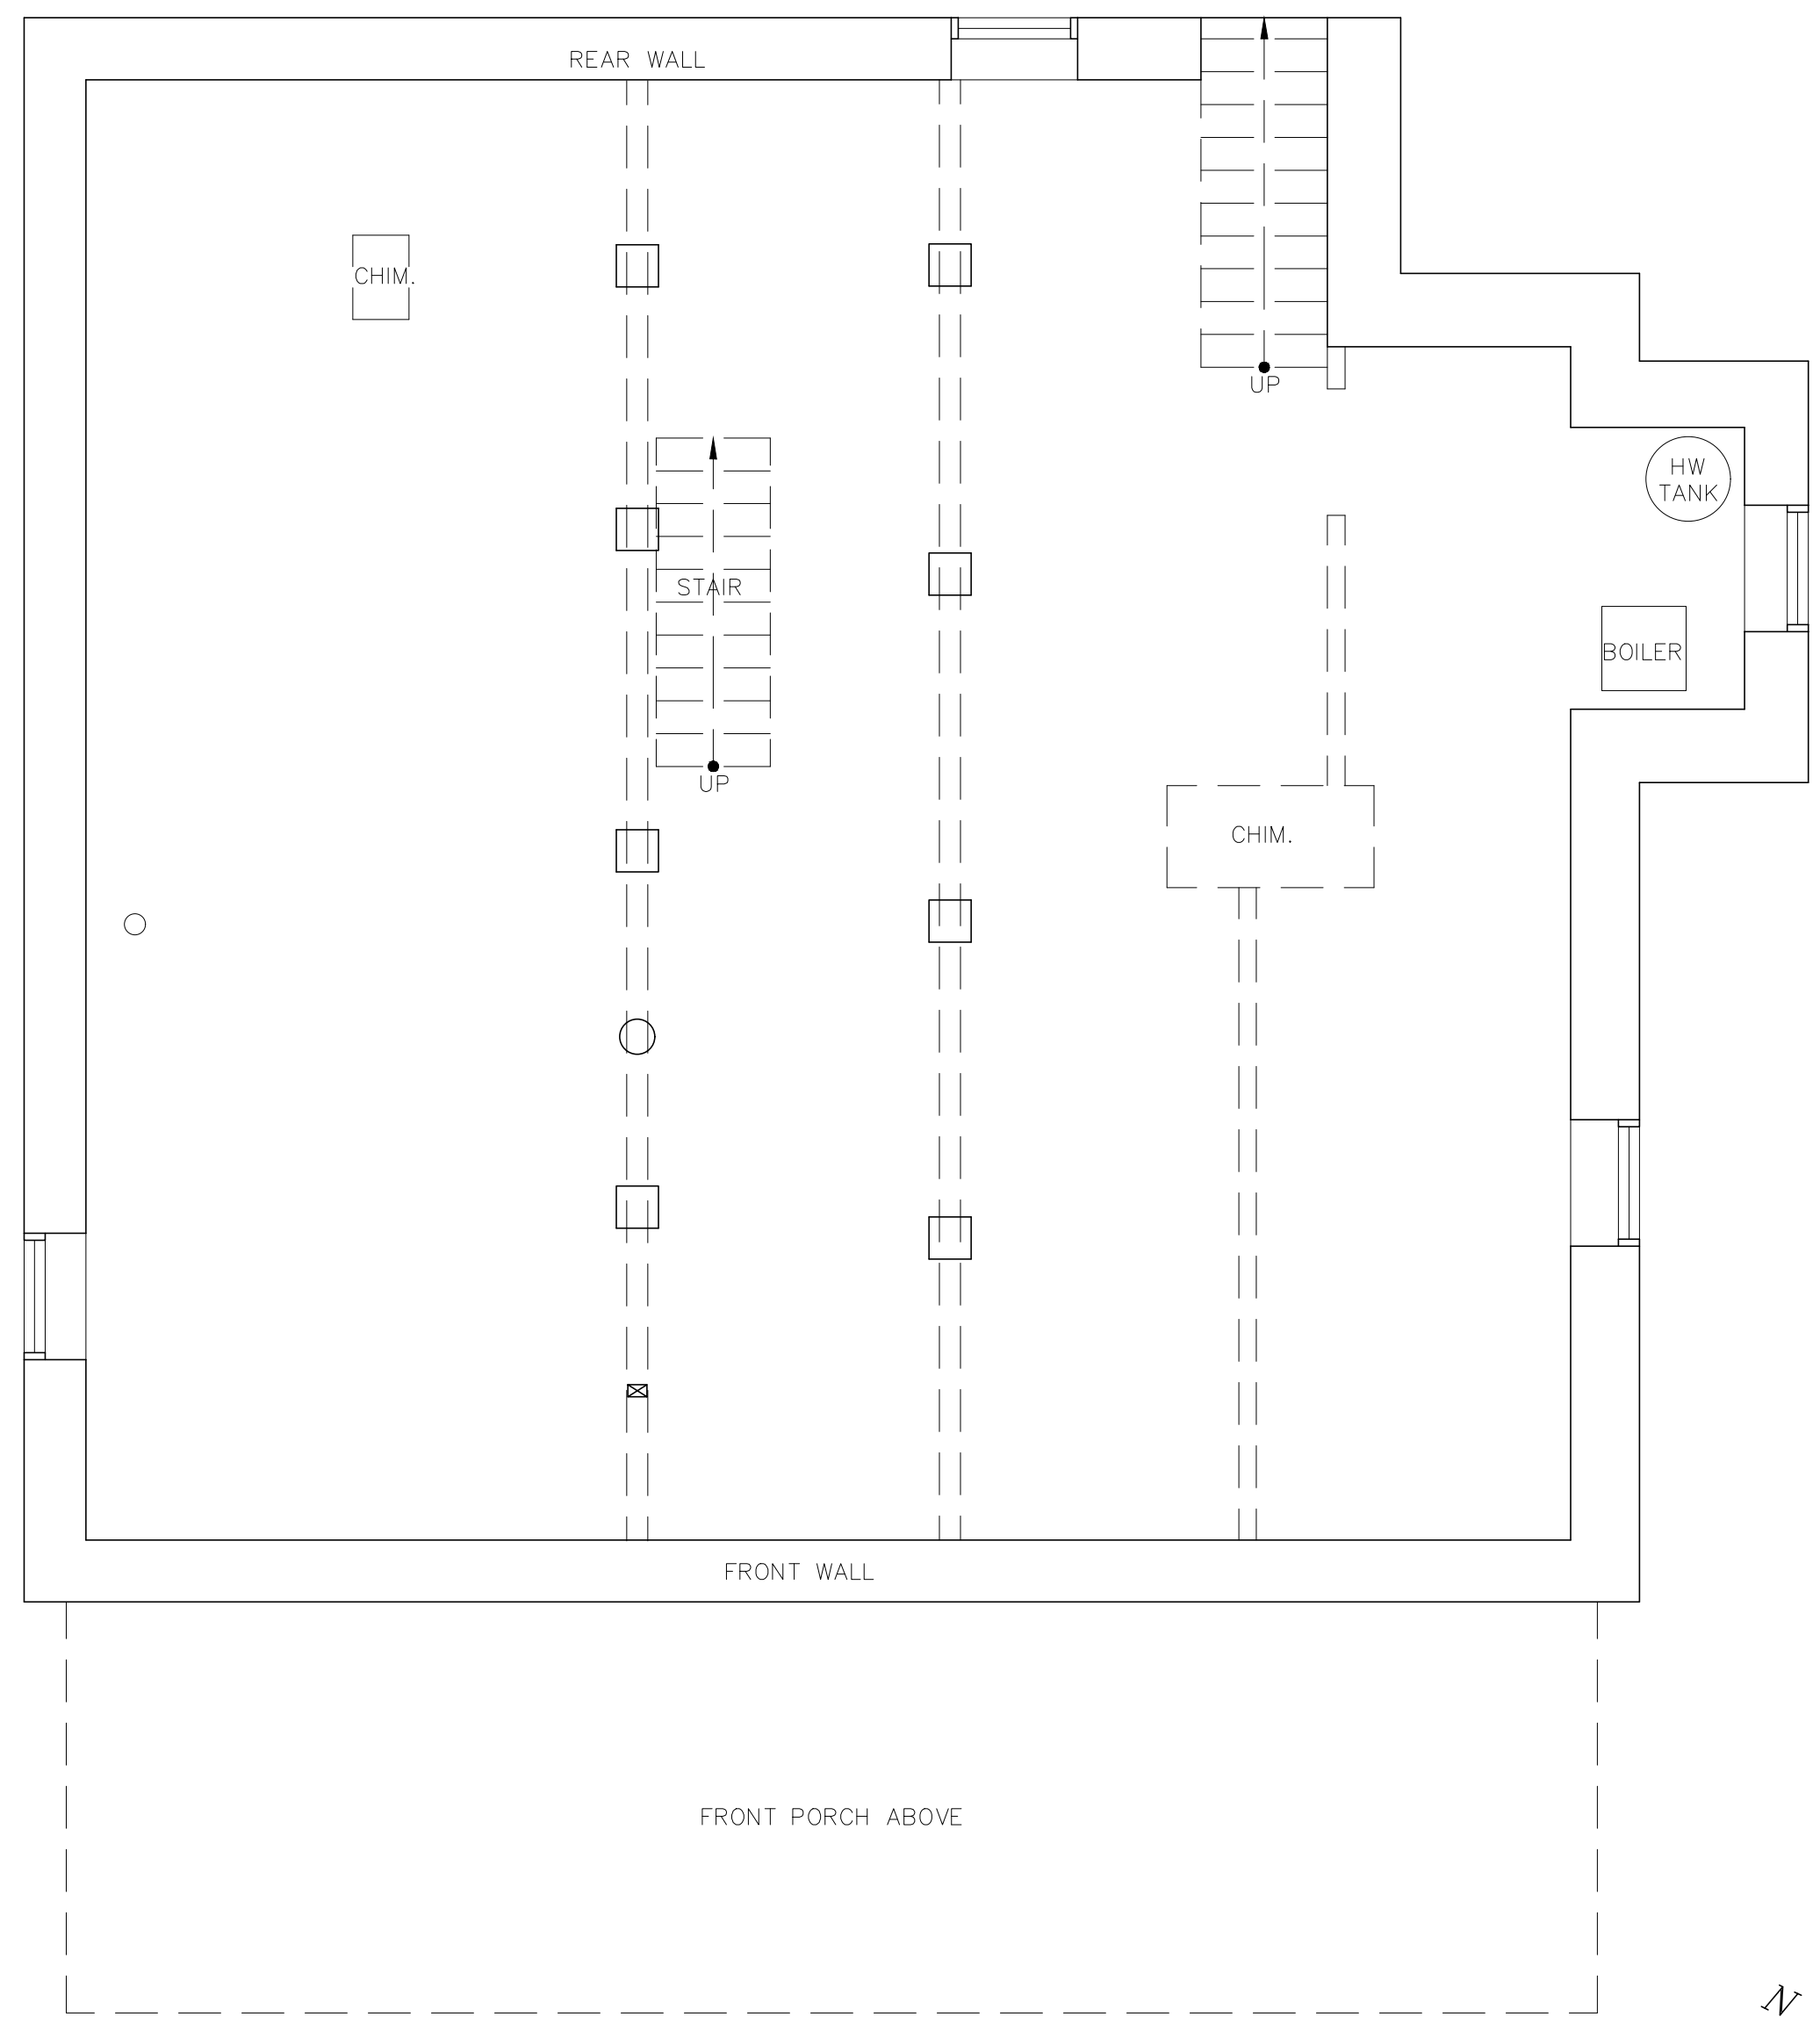 REAR WALL
CHIM.
UP
HW
TANK
STAIR
BOILER
UP
CHIM.
FRONT WALL
FRONT PORCH ABOVE
N